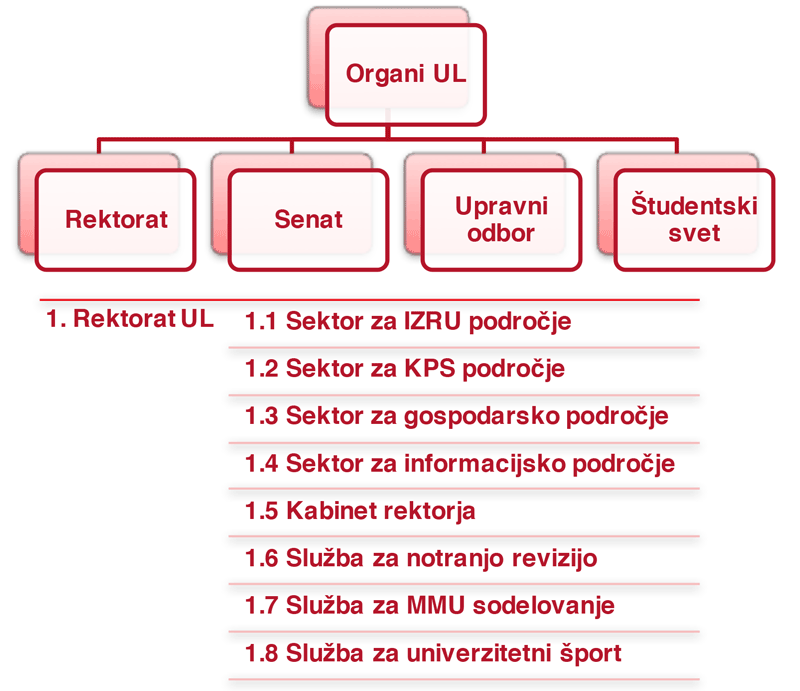 Organi UL
Rektorat
Senat
Upravni
odbor
Študentski
svet
1. Rektorat UL
1.1 Sektor za IZRU področje
1.2 Sektor za KPS področje
1.3 Sektor za gospodarsko področje
1.4 Sektor za informacijsko področje
1.5 Kabinet rektorja
1.6 Služba za notranjo revizijo
1.7 Služba za MMU sodelovanje
1.8 Služba za univerzitetni šport